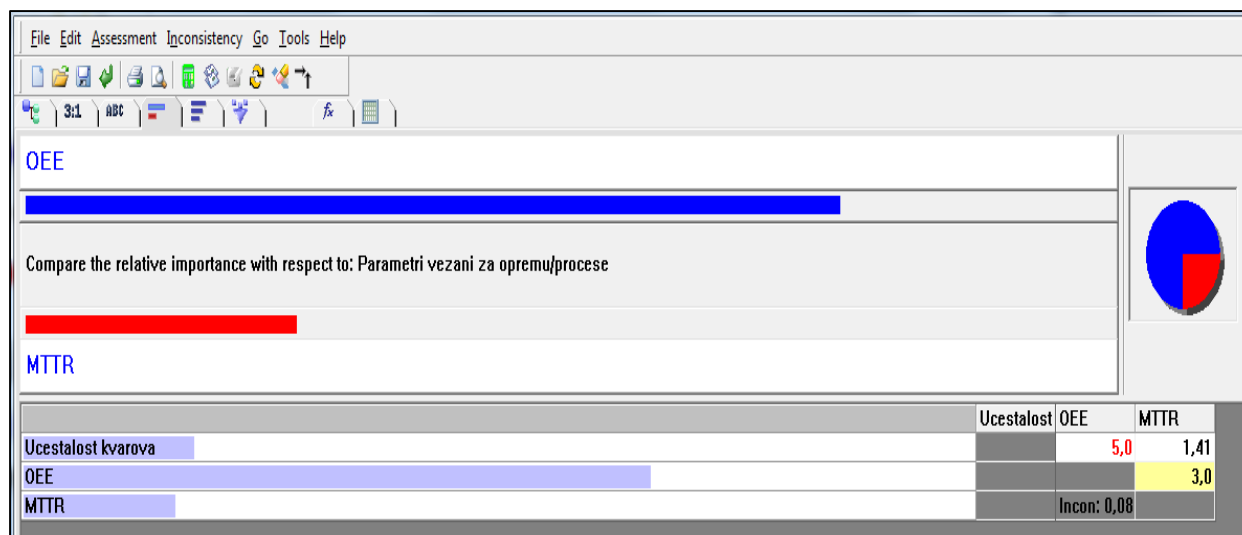 File Edit Assessment Inconsistency Go Tools Help
3:1 ABC fx
OEE
Compare the relative importance with respect to: Parametri vezani za opremu/procese
MTTR
Ucestalost OEE MTTR
Ucestalost kvarova 5,0 1,41
OEE 3,0
MTTR Incon: 0,08